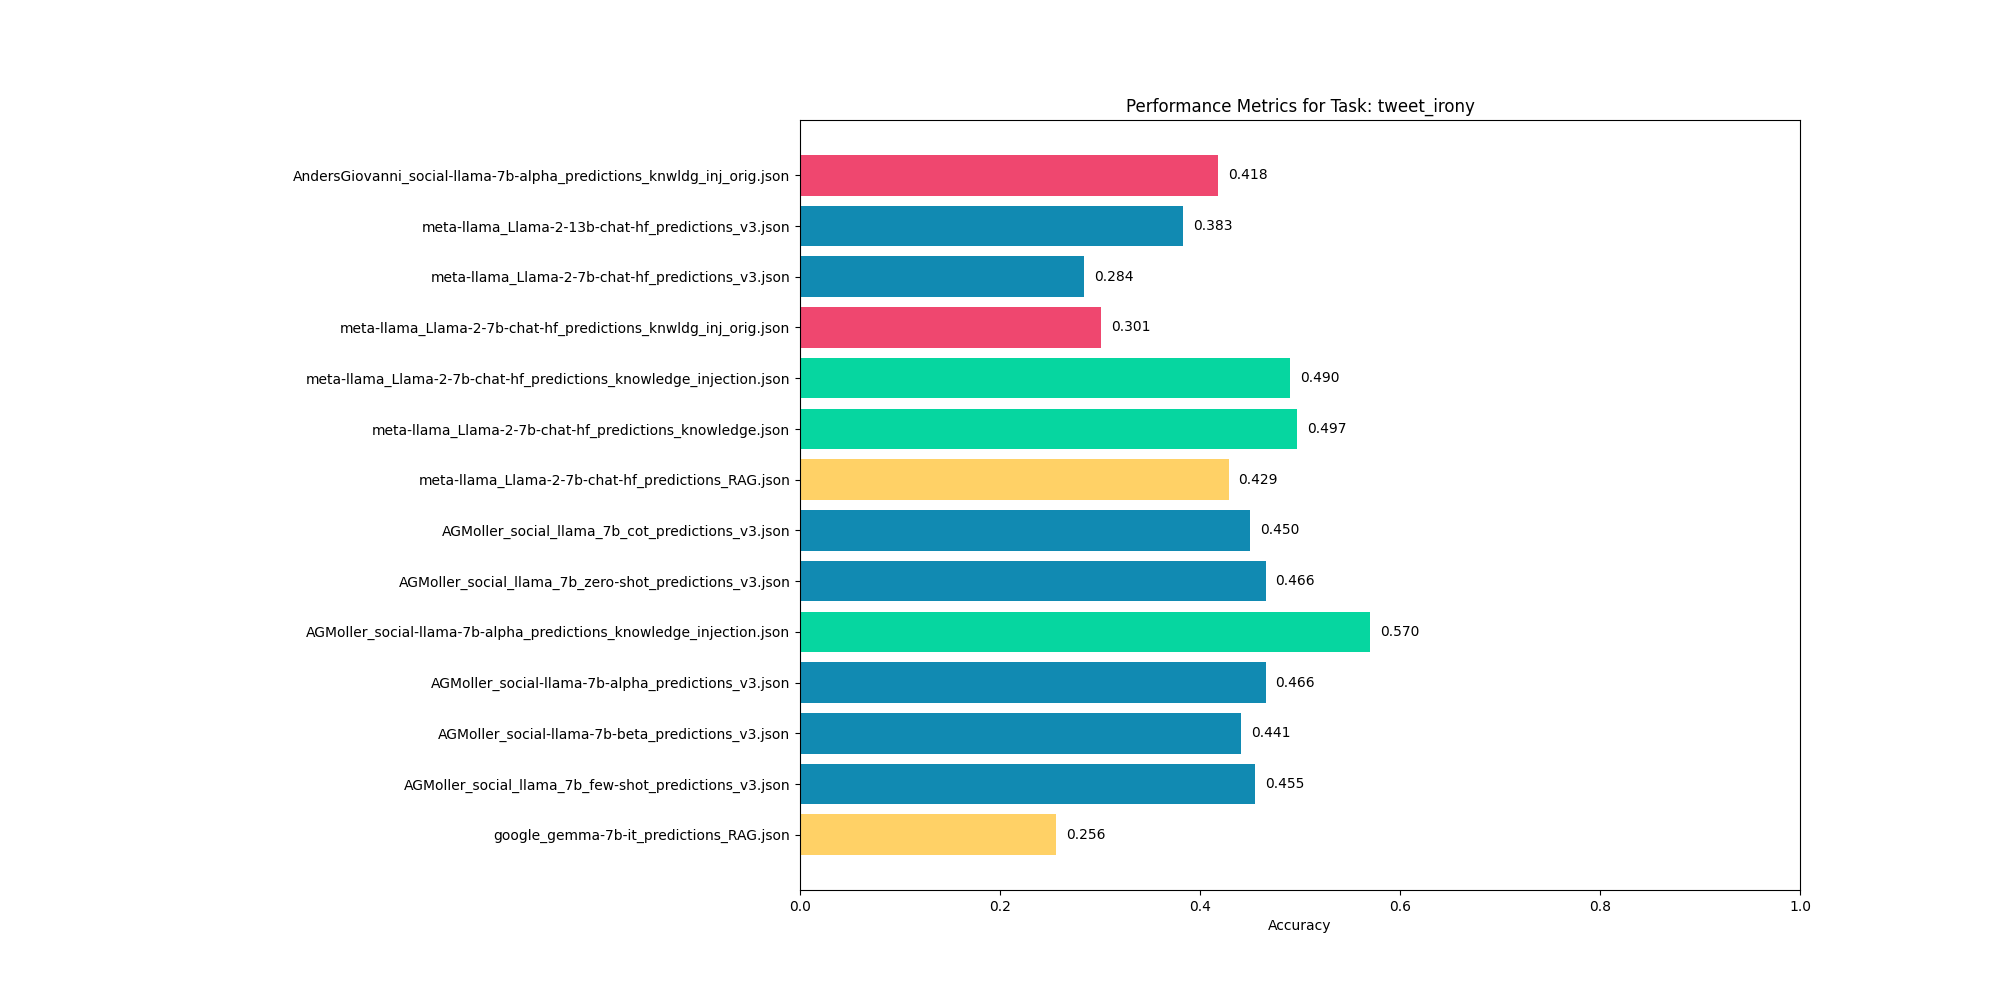 Performance Metrics for Task: tweet_irony
AndersGiovanni_social-llama-7b-alpha_predictions_knwldg_inj_orig.json 0.418
meta-llama_Llama-2-13b-chat-hf_predictions_v3.json 0.383
meta-llama_Llama-2-7b-chat-hf_predictions_v3.json 0.284
meta-llama_Llama-2-7b-chat-hf_predictions_knwldg_inj_orig.json 0.301
meta-llama_Llama-2-7b-chat-hf_predictions_knowledge_injection.json 0.490
meta-llama_Llama-2-7b-chat-hf_predictions_knowledge.json 0.497
meta-llama_Llama-2-7b-chat-hf_predictions_RAG.json 0.429
AGMoller_social_llama_7b_cot_predictions_v3.json 0.450
AGMoller_social_llama_7b_zero-shot_predictions_v3.json 0.466
AGMoller_social-llama-7b-alpha_predictions_knowledge_injection.json 0.570
AGMoller_social-llama-7b-alpha_predictions_v3.json 0.466
AGMoller_social-llama-7b-beta_predictions_v3.json 0.441
AGMoller_social_llama_7b_few-shot_predictions_v3.json 0.455
google_gemma-7b-it_predictions_RAG.json 0.256
0.0 0.2 0.4 0.6 0.8 1.0
Accuracy